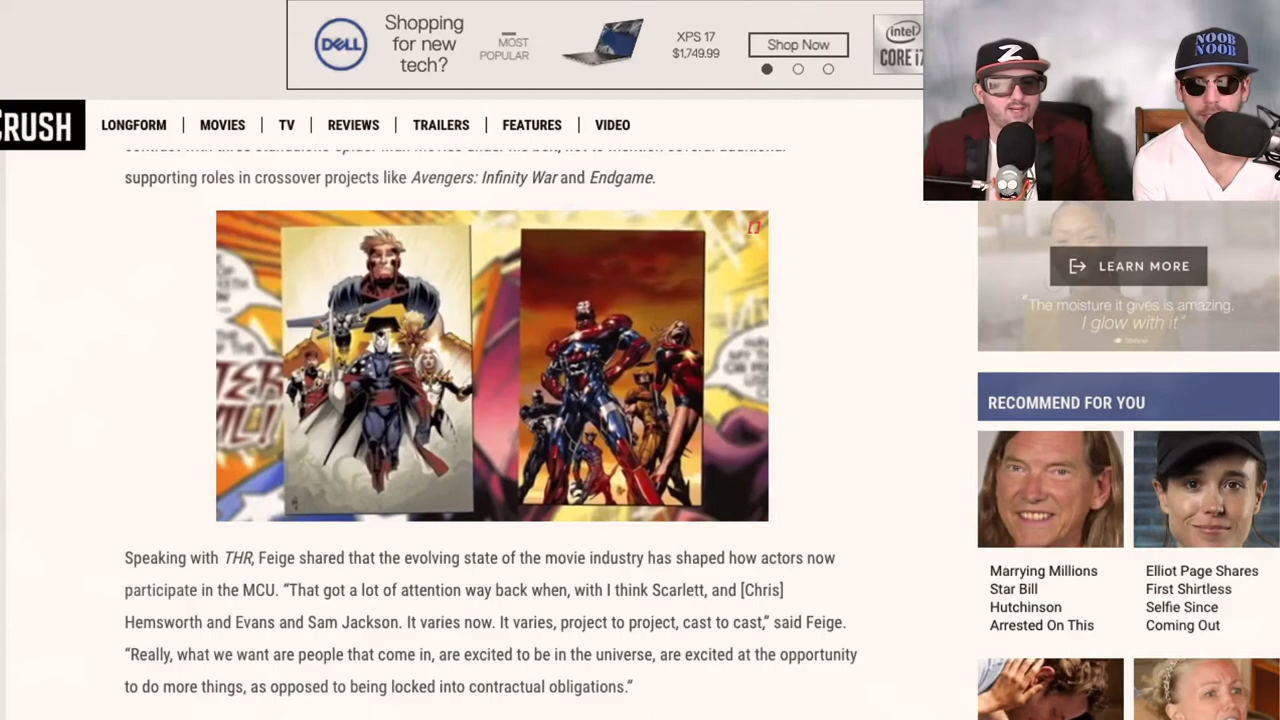 DELL
Shopping
for new
tech?
MOST
POPULAR
XPS 17
$1,749.99
Shop Now
intel
CORE i7
Z
NOOB
NOOB
CRUSH
LONGFORM
MOVIES
TV
REVIEWS
TRAILERS
FEATURES
VIDEO
supporting roles in crossover projects like Avengers: Infinity War and Endgame.
LEARN MORE
"The moisture it gives is amazing.
I glow with it"
RECOMMEND FOR YOU
Marrying Millions
Star Bill
Hutchinson
Arrested On This
Elliot Page Shares
First Shirtless
Selfie Since
Coming Out
Speaking with THR, Feige shared that the evolving state of the movie industry has shaped how actors now
participate in the MCU. “That got a lot of attention way back when, with I think Scarlett, and [Chris]
Hemsworth and Evans and Sam Jackson. It varies now. It varies, project to project, cast to cast,” said Feige.
“Really, what we want are people that come in, are excited to be in the universe, are excited at the opportunity
to do more things, as opposed to being locked into contractual obligations.”